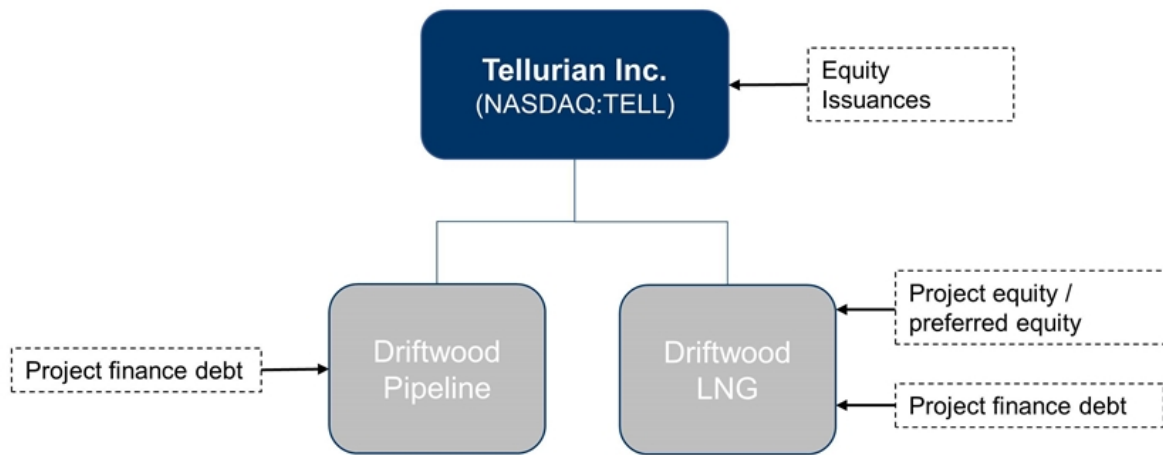 Tellurian Inc.
(NASDAQ:TELL)
Equity
Issuances
Driftwood
Pipeline
Driftwood
LNG
Project finance debt
Project equity /
preferred equity
Project finance debt